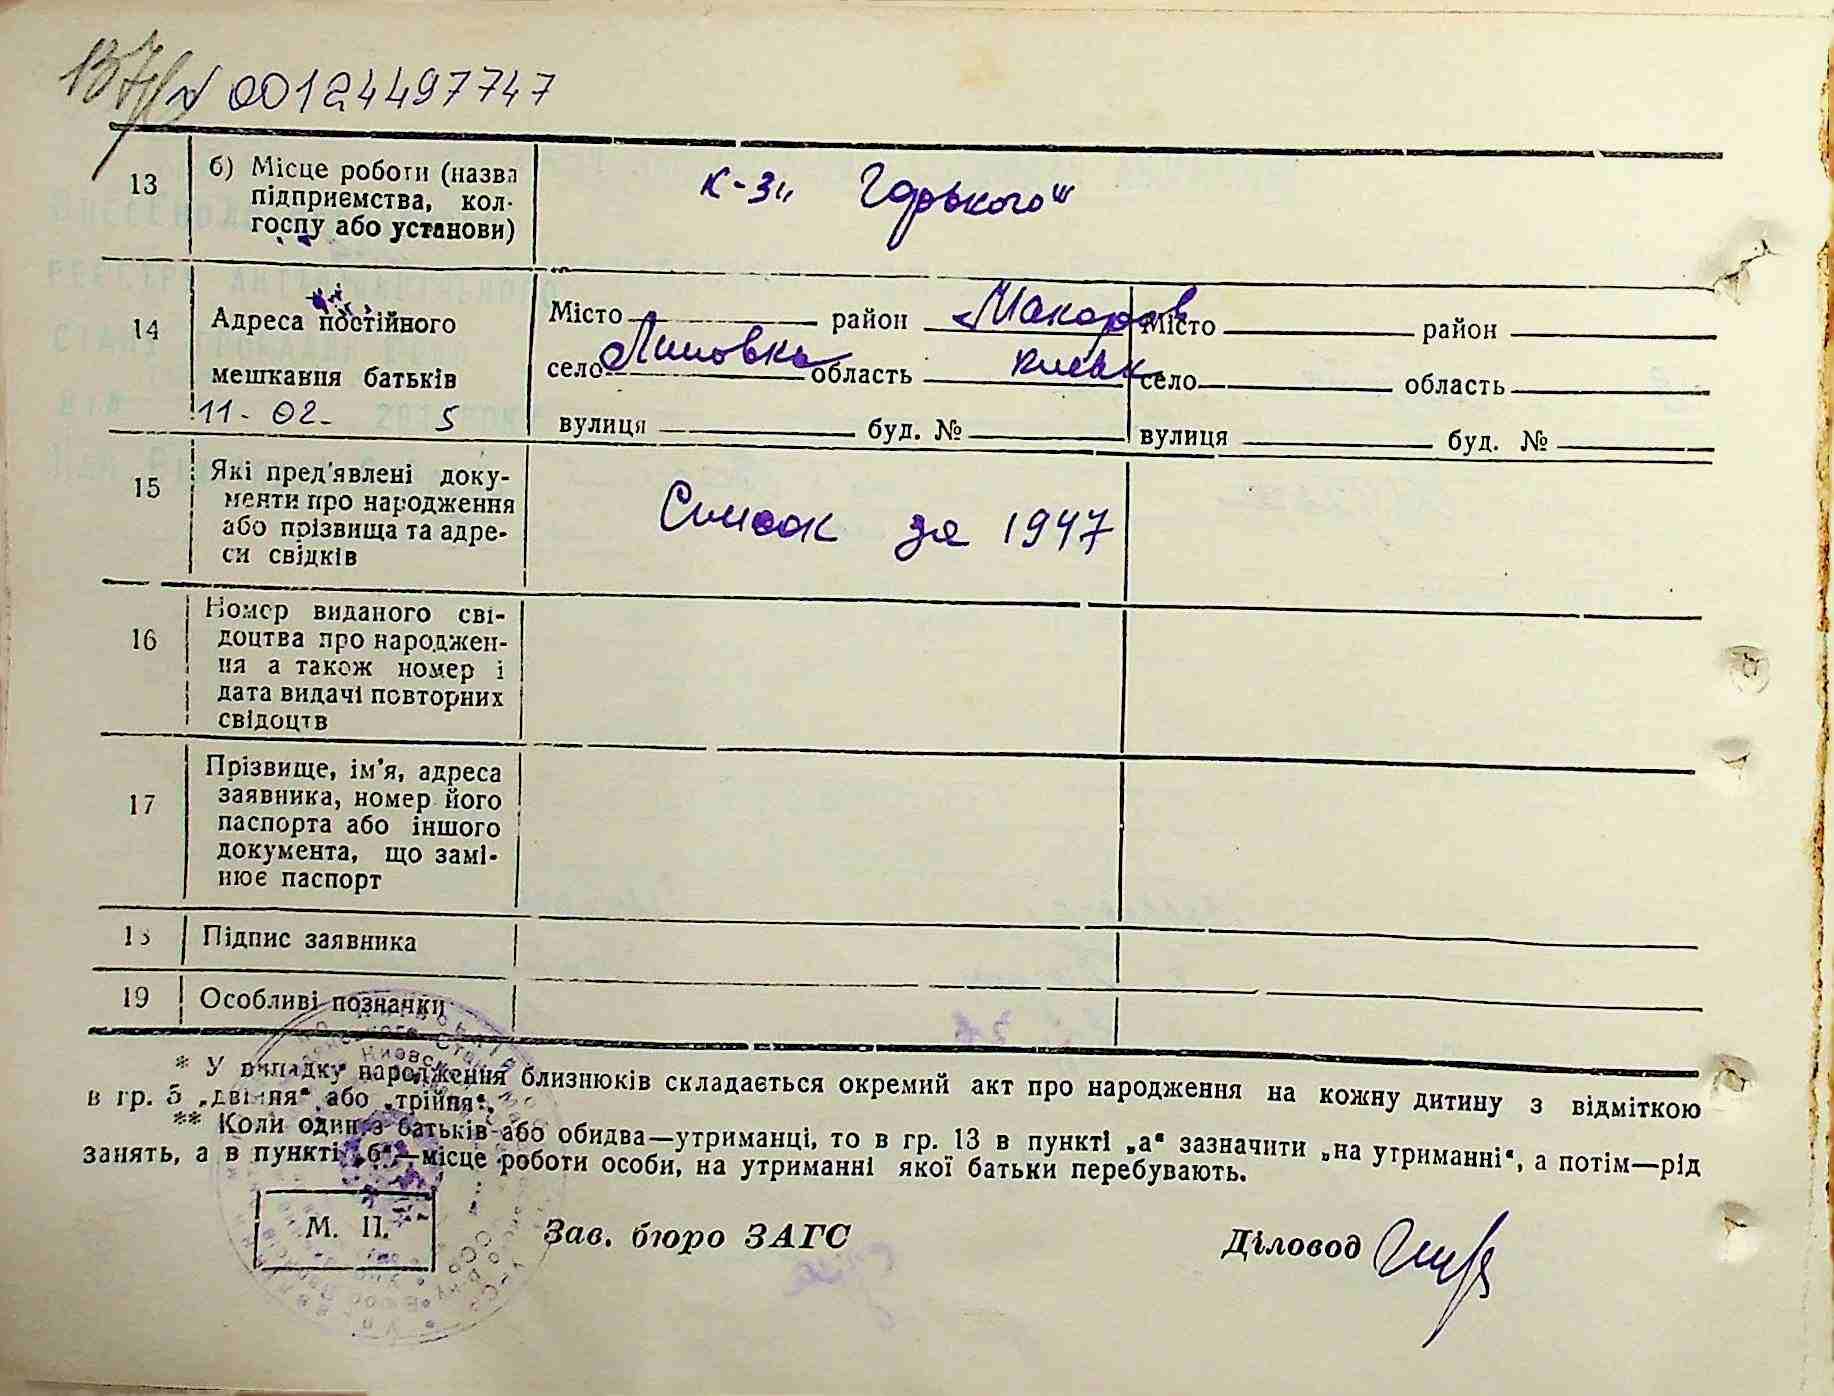 00124497747
13 б) Місце роботи (назва
підприємства, кол-
госпу або установи)
к-з „Горького"
14 Адреса постійного
мешкання батьків
11-02- 5
Місто район Макаров
село Липовка область Киевк
вулиця буд. №
Місто район
село область
вулиця буд. №
15 Які пред'явлені доку-
менти про народження
або прізвища та адре-
си свідків
Список за 1947
16 Номер виданого сві-
доцтва про народжен-
ня а також номер і
дата видачі повторних
свідоцтв
17 Прізвище, ім'я, адреса
заявника, номер його
паспорта або іншого
документа, що замі-
нює паспорт
18 Підпис заявника
19 Особливі позначки
* У випадку народження близнюків складається окремий акт про народження на кожну дитину з відміткою
в гр. 5 „двійня“ або „трійня“.
** Коли один з батьків або обидва—утриманці, то в гр. 13 в пункті „а“ зазначити „на утриманні“, а потім—рід
занять, а в пункті „б“—місце роботи особи, на утриманні якої батьки перебувають.
М. П.
Зав. бюро ЗАГС
Діловод